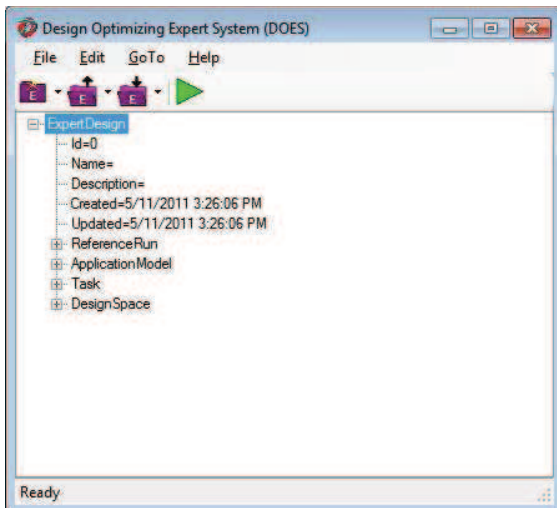 Design Optimizing Expert System (DOES)
File Edit GoTo Help
E E E
ExpertDesign
Id=0
Name=
Description=
Created=5/11/2011 3:26:06 PM
Updated=5/11/2011 3:26:06 PM
ReferenceRun
ApplicationModel
Task
DesignSpace
Ready